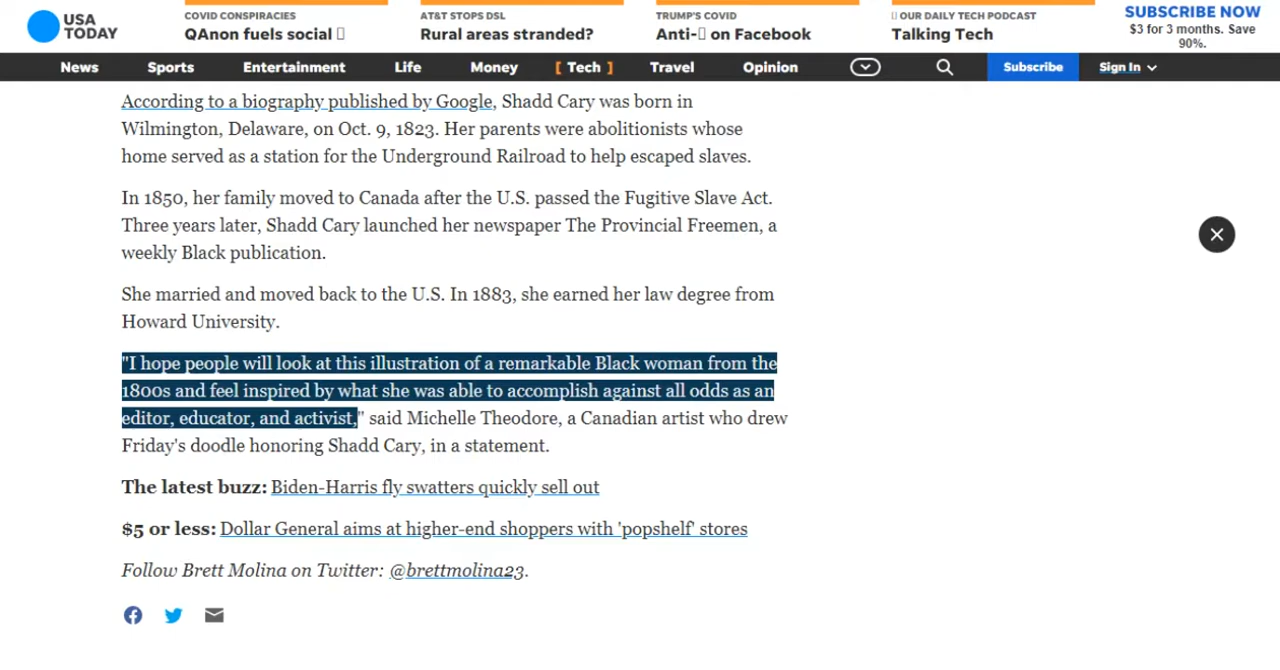 USA
TODAY
COVID CONSPIRACIES
QAnon fuels social
AT&T STOPS DSL
Rural areas stranded?
TRUMP'S COVID
Anti- on Facebook
OUR DAILY TECH PODCAST
Talking Tech
SUBSCRIBE NOW
$3 for 3 months. Save
90%.
News Sports Entertainment Life Money [ Tech ] Travel Opinion Subscribe Sign In
According to a biography published by Google, Shadd Cary was born in
Wilmington, Delaware, on Oct. 9, 1823. Her parents were abolitionists whose
home served as a station for the Underground Railroad to help escaped slaves.
In 1850, her family moved to Canada after the U.S. passed the Fugitive Slave Act.
Three years later, Shadd Cary launched her newspaper The Provincial Freemen, a
weekly Black publication.
She married and moved back to the U.S. In 1883, she earned her law degree from
Howard University.
"I hope people will look at this illustration of a remarkable Black woman from the
1800s and feel inspired by what she was able to accomplish against all odds as an
editor, educator, and activist," said Michelle Theodore, a Canadian artist who drew
Friday's doodle honoring Shadd Cary, in a statement.
The latest buzz: Biden-Harris fly swatters quickly sell out
$5 or less: Dollar General aims at higher-end shoppers with 'popshelf' stores
Follow Brett Molina on Twitter: @brettmolina23.